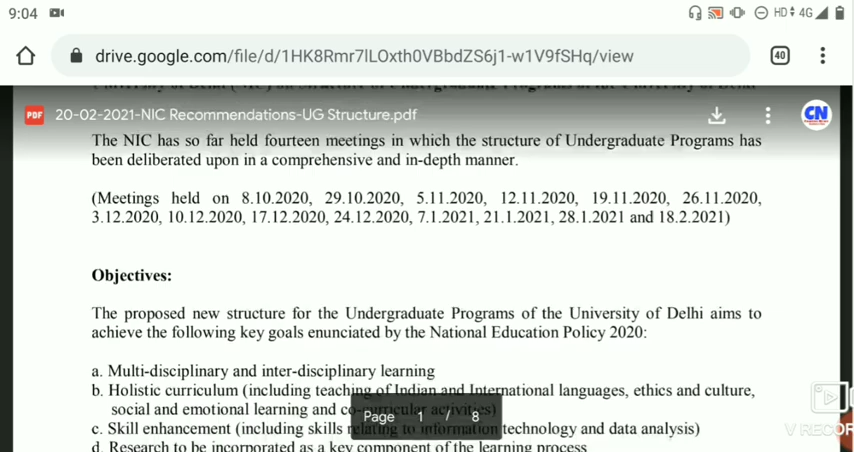 9:04 HD 4G
drive.google.com/file/d/1HK8Rmr7lLOxth0VBbdZS6j1-w1V9fSHq/view 40
PDF 20-02-2021-NIC Recommendations-UG Structure.pdf CN
The NIC has so far held fourteen meetings in which the structure of Undergraduate Programs has
been deliberated upon in a comprehensive and in-depth manner.
(Meetings held on 8.10.2020, 29.10.2020, 5.11.2020, 12.11.2020, 19.11.2020, 26.11.2020,
3.12.2020, 10.12.2020, 17.12.2020, 24.12.2020, 7.1.2021, 21.1.2021, 28.1.2021 and 18.2.2021)
Objectives:
The proposed new structure for the Undergraduate Programs of the University of Delhi aims to
achieve the following key goals enunciated by the National Education Policy 2020:
a. Multi-disciplinary and inter-disciplinary learning
b. Holistic curriculum (including teaching of Indian and International languages, ethics and culture,
social and emotional learning and co-curricular activities)
Page 1 / 8
c. Skill enhancement (including skills relating to information technology and data analysis)
V RECOR
d. Research to be incorporated as a key component of the learning process